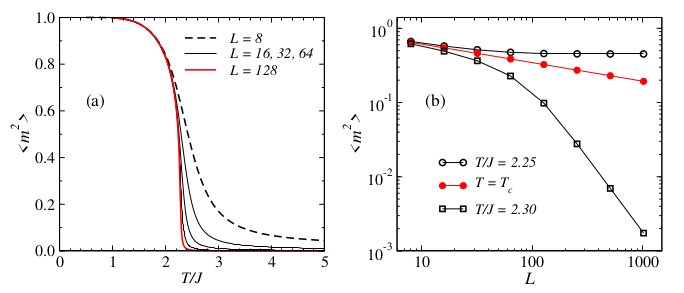 1.0
0.8
0.6
0.4
0.2
0.0
<m²>
0
1
2
3
4
5
T/J
(a)
L = 8
L = 16, 32, 64
L = 128
10⁰
10⁻¹
10⁻²
10⁻³
<m²>
10
100
1000
L
(b)
T/J = 2.25
T = T_c
T/J = 2.30